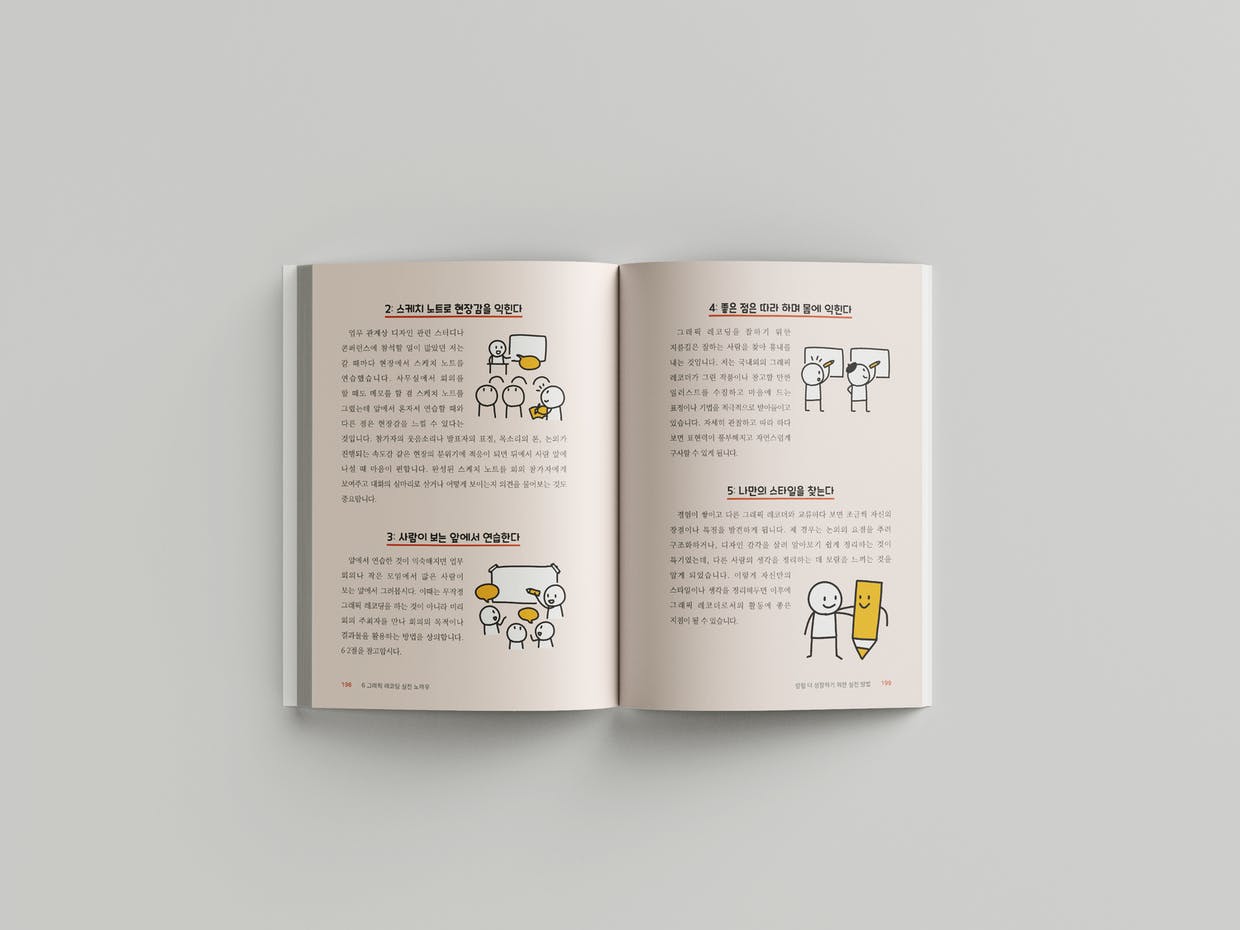 2: 스케치 노트로 현장감을 익힌다
업무 관계상 디자인 관련 스터디나
콘퍼런스에 참석할 일이 많았던 저는
갈 때마다 현장에서 스케치 노트를
연습했습니다. 사무실에서 회의를
할 때도 메모를 할 겸 스케치 노트를
그렸는데 앞에서 혼자서 연습할 때와
다른 점은 현장감을 느낄 수 있다는
것입니다. 참가자의 웃음소리나 발표자의 표정, 목소리의 톤, 논의가
진행되는 속도감 같은 현장의 분위기에 적응이 되면 뒤에서 사람 앞에
나설 때 마음이 편합니다. 완성된 스케치 노트를 회의 참가자에게
보여주고 대화의 실마리로 삼거나 어떻게 보이는지 의견을 물어보는 것도
중요합니다.
3: 사람이 보는 앞에서 연습한다
앞에서 연습한 것이 익숙해지면 업무
회의나 작은 모임에서 많은 사람이
보는 앞에서 그려봅시다. 이때는 무작정
그래픽 레코딩을 하는 것이 아니라 미리
회의 주최자를 만나 회의의 목적이나
결과물을 활용하는 방법을 상의합니다.
6-2절을 참고합시다.
198 6 그래픽 레코딩 실전 노하우
4: 좋은 점은 따라 하며 몸에 익힌다
그래픽 레코딩을 잘하기 위한
지름길은 잘하는 사람을 찾아 흉내를
내는 것입니다. 저는 국내외의 그래픽
레코더가 그린 작품이나 참고할 만한
일러스트를 수집하고 마음에 드는
표정이나 기법을 적극적으로 받아들이고
있습니다. 자세히 관찰하고 따라 하다
보면 표현력이 풍부해지고 자연스럽게
구사할 수 있게 됩니다.
5: 나만의 스타일을 찾는다
경험이 쌓이고 다른 그래픽 레코더와 교류하다 보면 조금씩 자신의
장점이나 특징을 발견하게 됩니다. 제 경우는 논의의 요점을 추려
구조화하거나, 디자인 감각을 살려 알아보기 쉽게 정리하는 것이
특기였는데, 다른 사람의 생각을 정리하는 데 보람을 느끼는 것을
알게 되었습니다. 이렇게 자신만의
스타일이나 생각을 정리해두면 이후에
그래픽 레코더로서의 활동에 좋은
지침이 될 수 있습니다.
한발 더 성장하기 위한 실천 방법 199